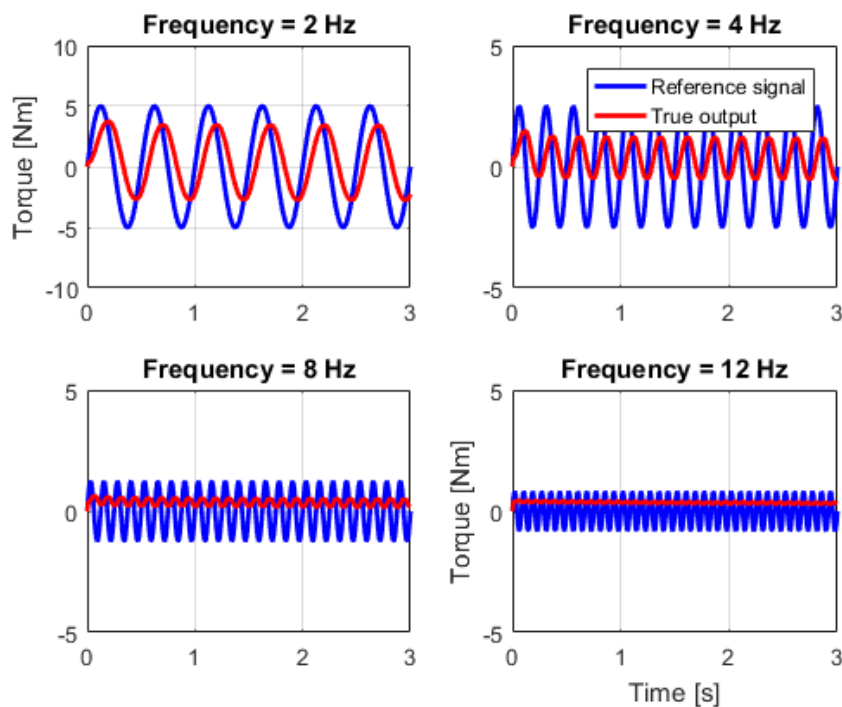 Frequency = 2 Hz
Torque [Nm]
10
5
0
-5
-10
0 1 2 3
Frequency = 4 Hz
Reference signal
True output
5
0
-5
0 1 2 3
Frequency = 8 Hz
5
0
-5
0 1 2 3
Frequency = 12 Hz
Torque [Nm]
5
0
-5
0 1 2 3
Time [s]